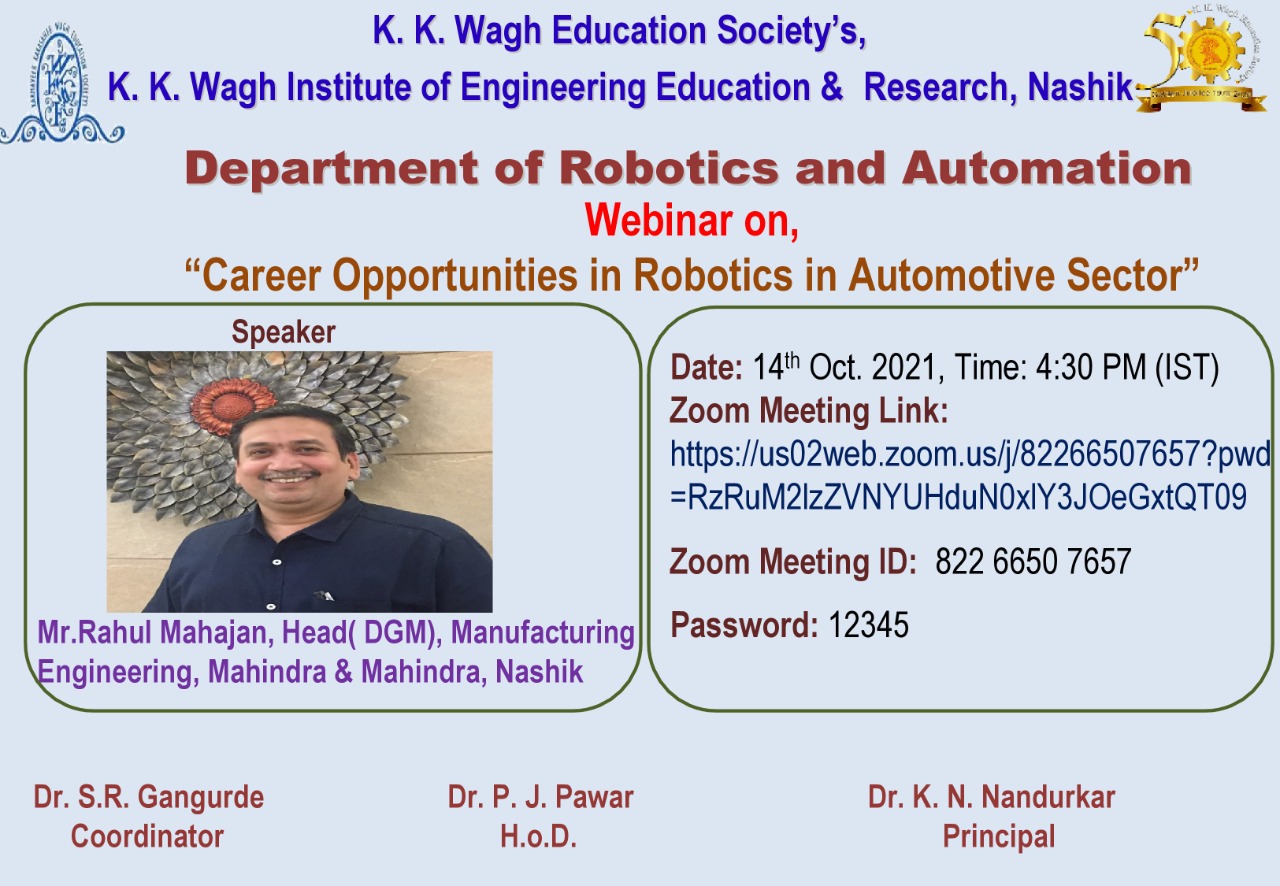 K. K. Wagh Education Society’s,
K. K. Wagh Institute of Engineering Education & Research, Nashik
Department of Robotics and Automation
Webinar on,
“Career Opportunities in Robotics in Automotive Sector”
Speaker
Mr.Rahul Mahajan, Head( DGM), Manufacturing
Engineering, Mahindra & Mahindra, Nashik
Date: 14th Oct. 2021, Time: 4:30 PM (IST)
Zoom Meeting Link:
https://us02web.zoom.us/j/82266507657?pwd
=RzRuM2lzZVNYUHduN0xlY3JOeGxtQT09
Zoom Meeting ID: 822 6650 7657
Password: 12345
Dr. S.R. Gangurde
Coordinator
Dr. P. J. Pawar
H.o.D.
Dr. K. N. Nandurkar
Principal